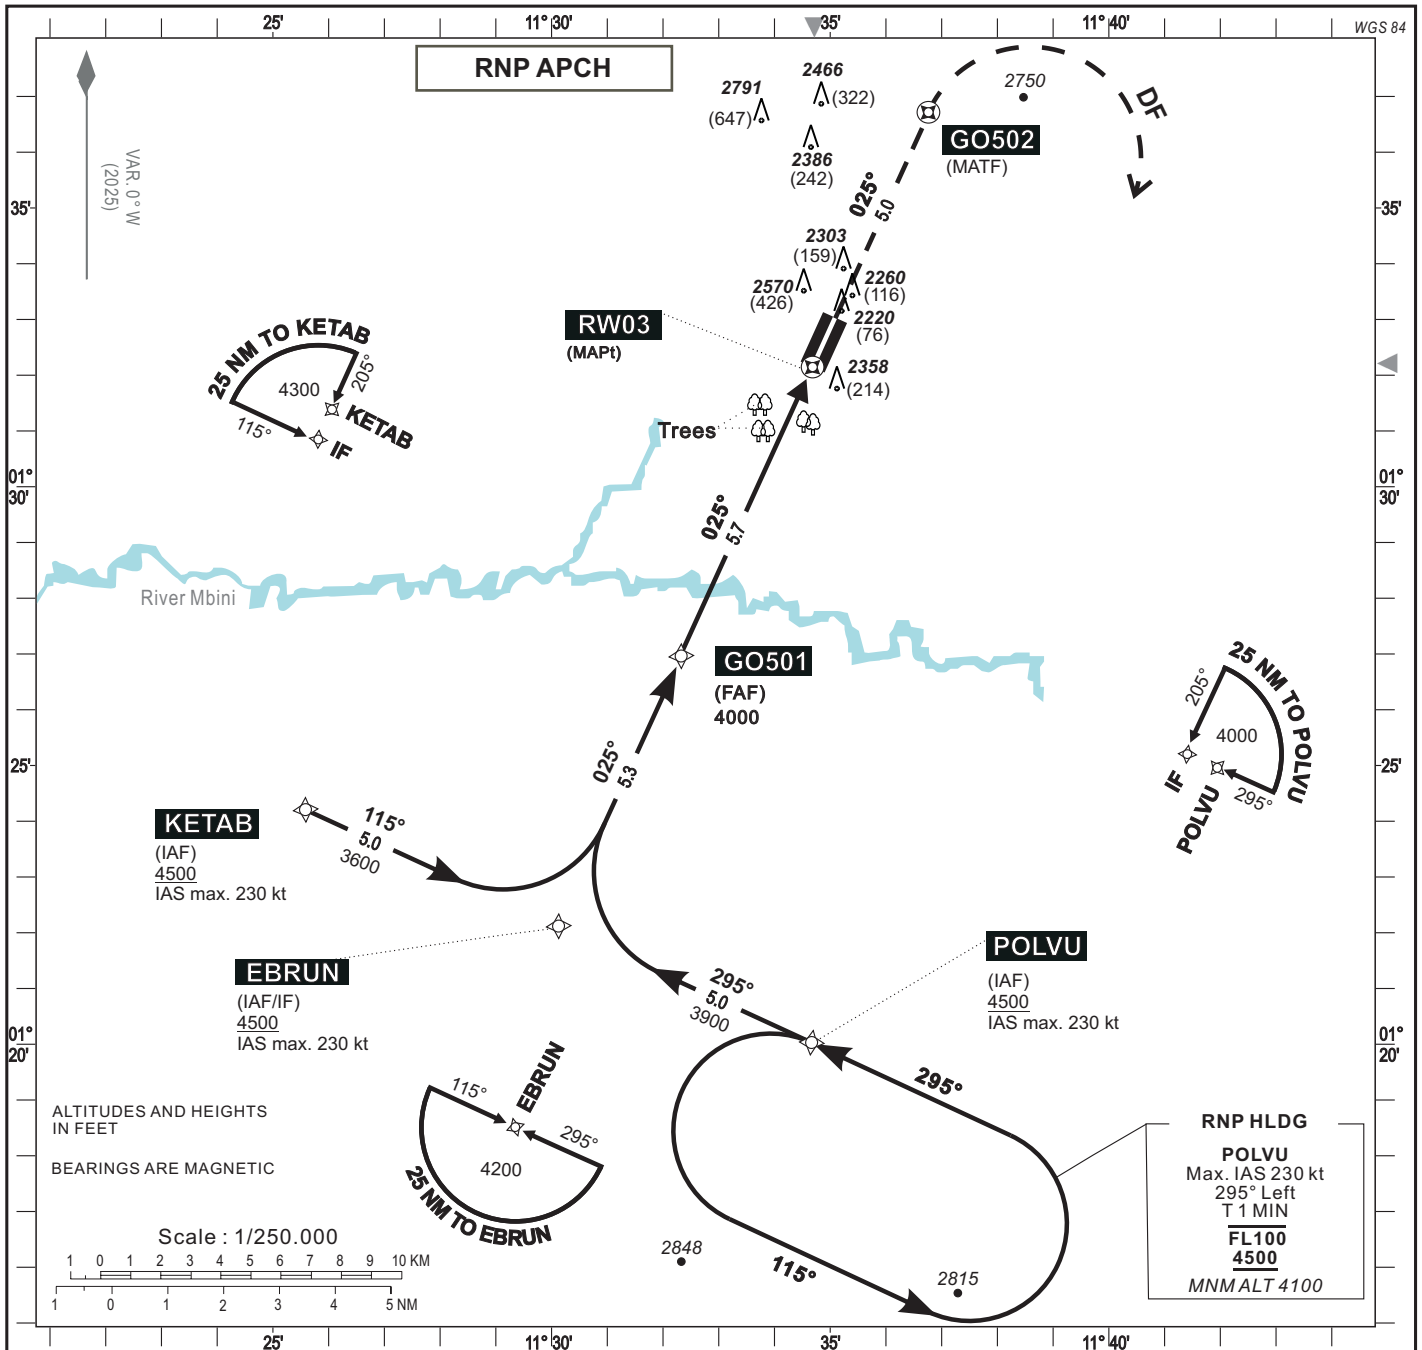 25'
11° 30'
35'
11° 40'
WGS 84
RNP APCH
VAR. 0° W
(2025)
2791
(647)
2466
(322)
2386
(242)
2750
DF
GO502
(MATF)
025°
5.0
35'
35'
2303
(159)
2570
(426)
2260
(116)
2220
(76)
2358
(214)
RW03
(MAPt)
25 NM TO KETAB
4300
205°
115°
KETAB
IF
Trees
01°
30'
01°
30'
025°
5.7
River Mbini
GO501
(FAF)
4000
25 NM TO POLVU
205°
4000
295°
IF
POLVU
25'
25'
025°
5.3
KETAB
(IAF)
4500
IAS max. 230 kt
115°
5.0
3600
EBRUN
(IAF/IF)
4500
IAS max. 230 kt
POLVU
(IAF)
4500
IAS max. 230 kt
295°
5.0
3900
01°
20'
01°
20'
295°
115°
EBRUN
115°
295°
4200
25 NM TO EBRUN
ALTITUDES AND HEIGHTS
IN FEET
BEARINGS ARE MAGNETIC
RNP HLDG
POLVU
Max. IAS 230 kt
295° Left
T 1 MIN
FL100
4500
MNM ALT 4100
Scale : 1/250.000
1 0 1 2 3 4 5 6 7 8 9 10 KM
1 0 1 2 3 4 5 NM
2848
2815
25'
11° 30'
35'
11° 40'